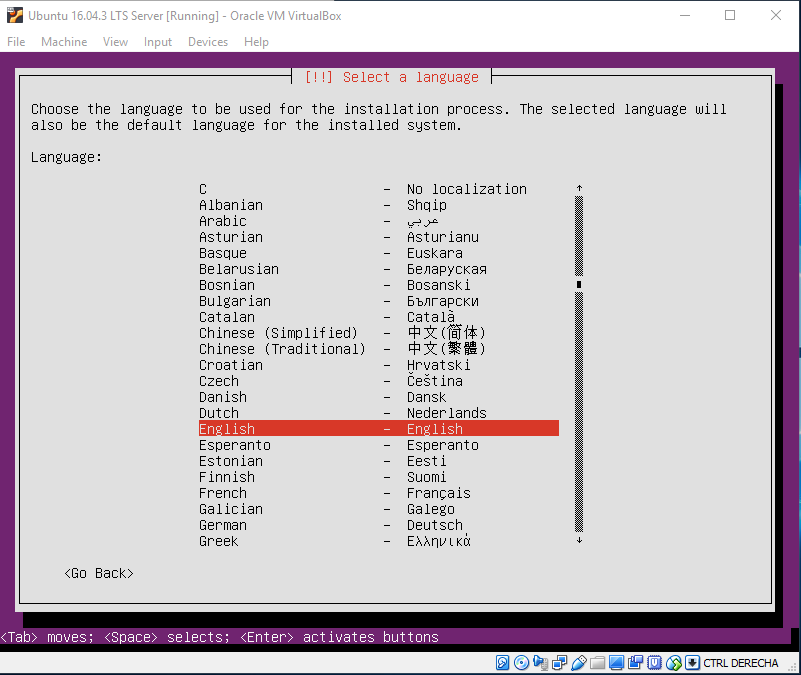 Ubuntu 16.04.3 LTS Server [Running] - Oracle VM VirtualBox
File Machine View Input Devices Help
[!!] Select a language
Choose the language to be used for the installation process. The selected language will
also be the default language for the installed system.
Language:
C - No localization ↑
Albanian - Shqip
Arabic - عربي
Asturian - Asturianu
Basque - Euskara
Belarusian - Беларуская
Bosnian - Bosanski
Bulgarian - Български
Catalan - Català
Chinese (Simplified) - 中文(简体)
Chinese (Traditional) - 中文(繁體)
Croatian - Hrvatski
Czech - Čeština
Danish - Dansk
Dutch - Nederlands
English - English
Esperanto - Esperanto
Estonian - Eesti
Finnish - Suomi
French - Français
Galician - Galego
German - Deutsch
Greek - Ελληνικά ↓
<Go Back>
<Tab> moves; <Space> selects; <Enter> activates buttons
CTRL DERECHA